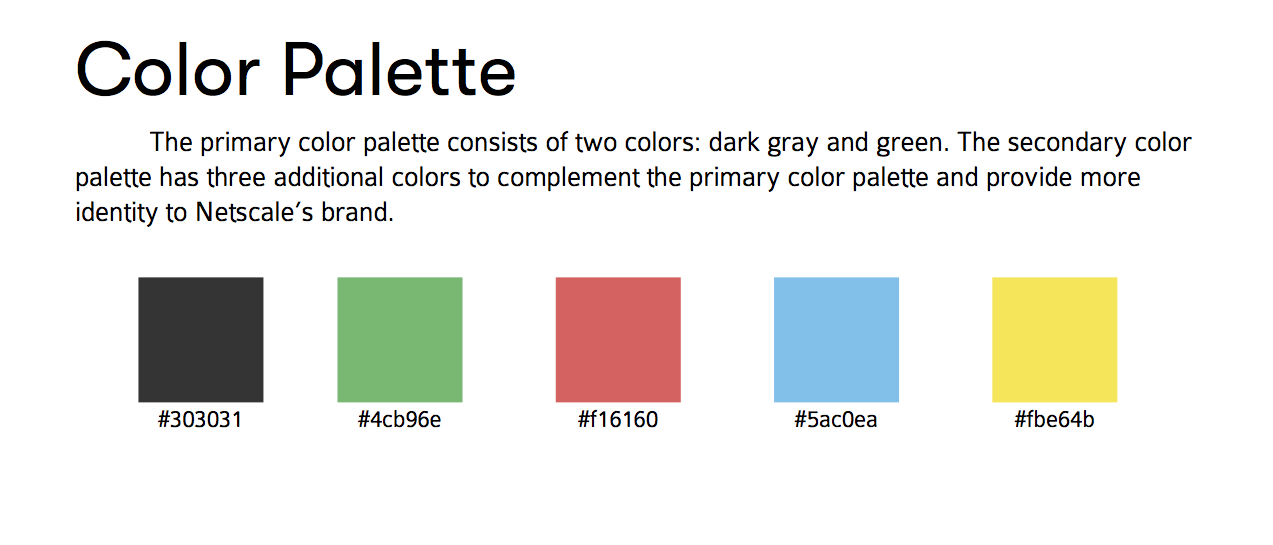 Color Palette
The primary color palette consists of two colors: dark gray and green. The secondary color
palette has three additional colors to complement the primary color palette and provide more
identity to Netscale's brand.
#303031
#4cb96e
#f16160
#5ac0ea
#fbe64b